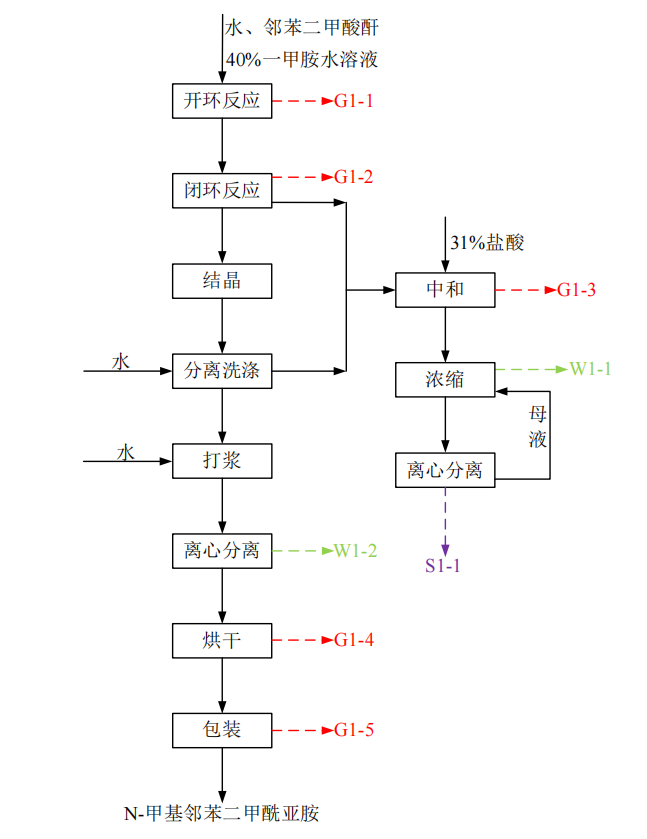 水、邻苯二甲酸酐
40%一甲胺水溶液
开环反应
G1-1
闭环反应
G1-2
31%盐酸
结晶
中和
G1-3
水
分离洗涤
浓缩
W1-1
母
液
水
打浆
离心分离
离心分离
W1-2
S1-1
烘干
G1-4
包装
G1-5
N-甲基邻苯二甲酰亚胺